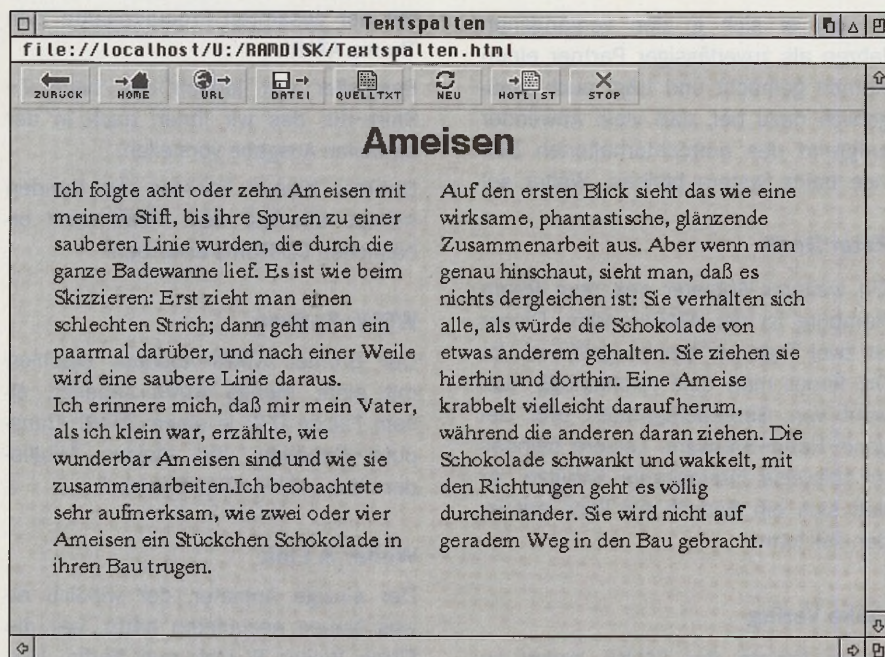 Textspalten
file://localhost/U:/RAMDISK/Textspalten.html
ZURÜCK HOME URL DATEI QUELLTXT NEU HOTLIST STOP
Ameisen
Ich folgte acht oder zehn Ameisen mit
meinem Stift, bis ihre Spuren zu einer
sauberen Linie wurden, die durch die
ganze Badewanne lief. Es ist wie beim
Skizzieren: Erst zieht man einen
schlechten Strich; dann geht man ein
paarmal darüber, und nach einer Weile
wird eine saubere Linie daraus.
Ich erinnere mich, daß mir mein Vater,
als ich klein war, erzählte, wie
wunderbar Ameisen sind und wie sie
zusammenarbeiten.Ich beobachtete
sehr aufmerksam, wie zwei oder vier
Ameisen ein Stückchen Schokolade in
ihren Bau trugen.
Auf den ersten Blick sieht das wie eine
wirksame, phantastische, glänzende
Zusammenarbeit aus. Aber wenn man
genau hinschaut, sieht man, daß es
nichts dergleichen ist: Sie verhalten sich
alle, als würde die Schokolade von
etwas anderem gehalten. Sie ziehen sie
hierhin und dorthin. Eine Ameise
krabbelt vielleicht darauf herum,
während die anderen daran ziehen. Die
Schokolade schwankt und wakkelt, mit
den Richtungen geht es völlig
durcheinander. Sie wird nicht auf
geradem Weg in den Bau gebracht.